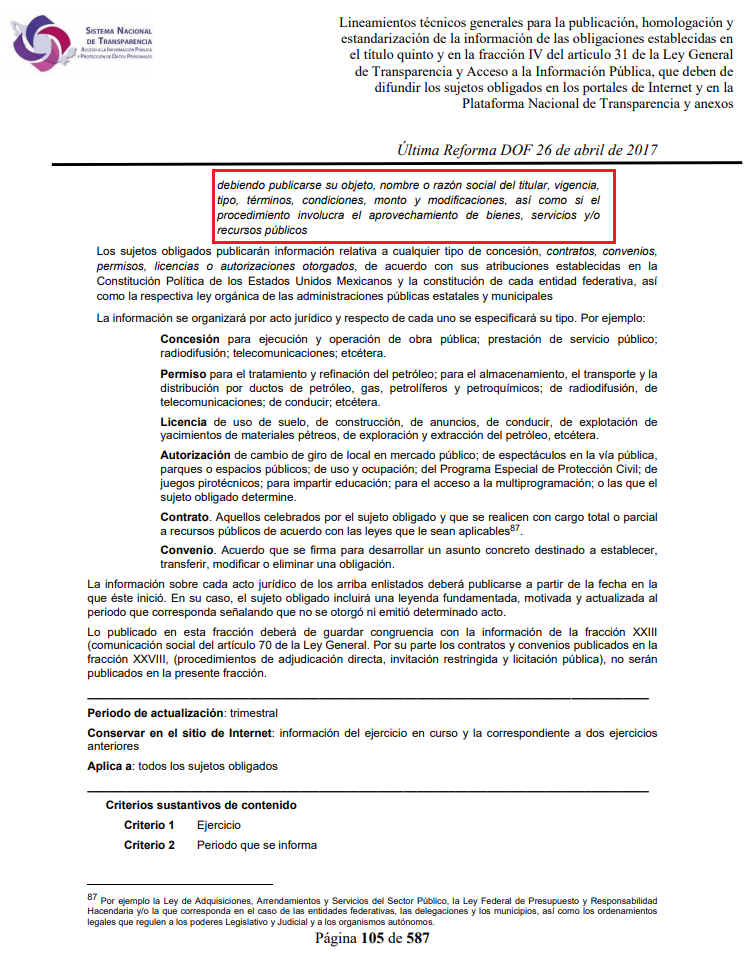 SISTEMA NACIONAL
DE TRANSPARENCIA
ACCESO A LA INFORMACIÓN PÚBLICA
Y PROTECCIÓN DE DATOS PERSONALES
Lineamientos técnicos generales para la publicación, homologación y
estandarización de la información de las obligaciones establecidas en
el título quinto y en la fracción IV del artículo 31 de la Ley General
de Transparencia y Acceso a la Información Pública, que deben de
difundir los sujetos obligados en los portales de Internet y en la
Plataforma Nacional de Transparencia y anexos
Última Reforma DOF 26 de abril de 2017
debiendo publicarse su objeto, nombre o razón social del titular, vigencia,
tipo, términos, condiciones, monto y modificaciones, así como si el
procedimiento involucra el aprovechamiento de bienes, servicios y/o
recursos públicos
Los sujetos obligados publicarán información relativa a cualquier tipo de concesión, contratos, convenios,
permisos, licencias o autorizaciones otorgados, de acuerdo con sus atribuciones establecidas en la
Constitución Política de los Estados Unidos Mexicanos y la constitución de cada entidad federativa, así
como la respectiva ley orgánica de las administraciones públicas estatales y municipales
La información se organizará por acto jurídico y respecto de cada uno se especificará su tipo. Por ejemplo:
Concesión para ejecución y operación de obra pública; prestación de servicio público;
radiodifusión; telecomunicaciones; etcétera.
Permiso para el tratamiento y refinación del petróleo; para el almacenamiento, el transporte y la
distribución por ductos de petróleo, gas, petrolíferos y petroquímicos; de radiodifusión, de
telecomunicaciones; de conducir; etcétera.
Licencia de uso de suelo, de construcción, de anuncios, de conducir, de explotación de
yacimientos de materiales pétreos, de exploración y extracción del petróleo, etcétera.
Autorización de cambio de giro de local en mercado público; de espectáculos en la vía pública,
parques o espacios públicos; de uso y ocupación; del Programa Especial de Protección Civil; de
juegos pirotécnicos; para impartir educación; para el acceso a la multiprogramación; o las que el
sujeto obligado determine.
Contrato. Aquellos celebrados por el sujeto obligado y que se realicen con cargo total o parcial
a recursos públicos de acuerdo con las leyes que le sean aplicables87.
Convenio. Acuerdo que se firma para desarrollar un asunto concreto destinado a establecer,
transferir, modificar o eliminar una obligación.
La información sobre cada acto jurídico de los arriba enlistados deberá publicarse a partir de la fecha en la
que éste inició. En su caso, el sujeto obligado incluirá una leyenda fundamentada, motivada y actualizada al
periodo que corresponda señalando que no se otorgó ni emitió determinado acto.
Lo publicado en esta fracción deberá de guardar congruencia con la información de la fracción XXIII
(comunicación social del artículo 70 de la Ley General. Por su parte los contratos y convenios publicados en la
fracción XXVIII, (procedimientos de adjudicación directa, invitación restringida y licitación pública), no serán
publicados en la presente fracción.
Periodo de actualización: trimestral
Conservar en el sitio de Internet: información del ejercicio en curso y la correspondiente a dos ejercicios
anteriores
Aplica a: todos los sujetos obligados
Criterios sustantivos de contenido
Criterio 1 Ejercicio
Criterio 2 Periodo que se informa
87 Por ejemplo la Ley de Adquisiciones, Arrendamientos y Servicios del Sector Público, la Ley Federal de Presupuesto y Responsabilidad
Hacendaria y/o la que corresponda en el caso de las entidades federativas, las delegaciones y los municipios, así como los ordenamientos
legales que regulen a los poderes Legislativo y Judicial y a los organismos autónomos.
Página 105 de 587